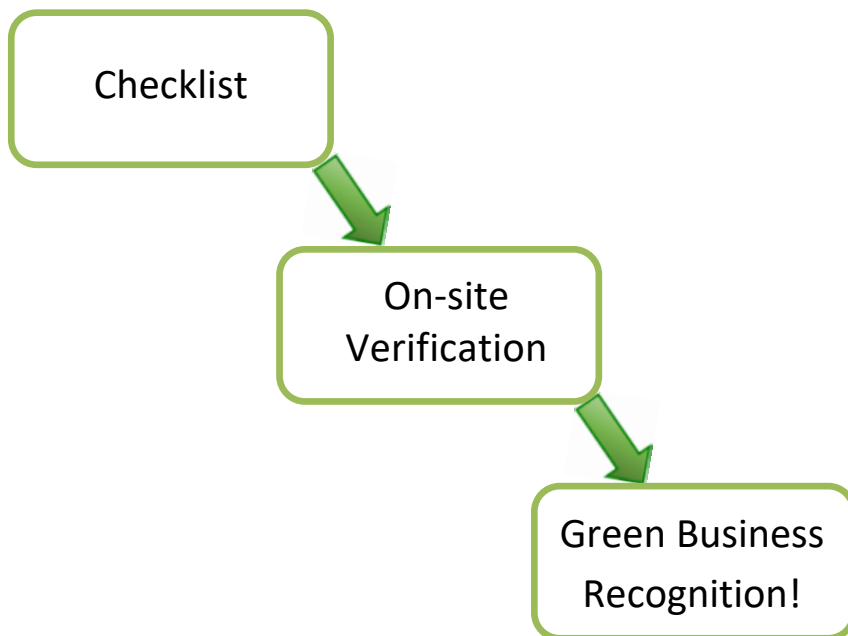 Checklist
On-site
Verification
Green Business
Recognition!